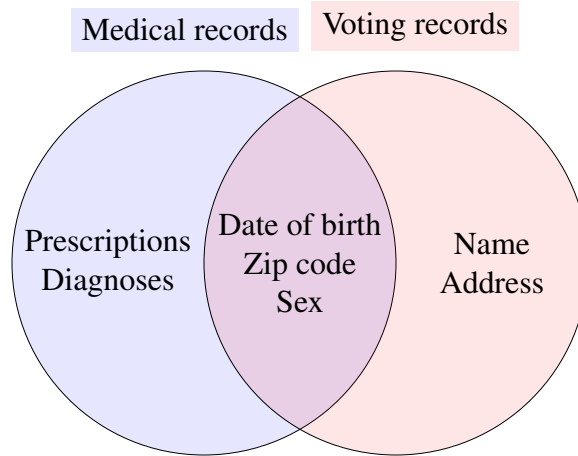 Medical records
Voting records
Prescriptions
Diagnoses
Date of birth
Zip code
Sex
Name
Address